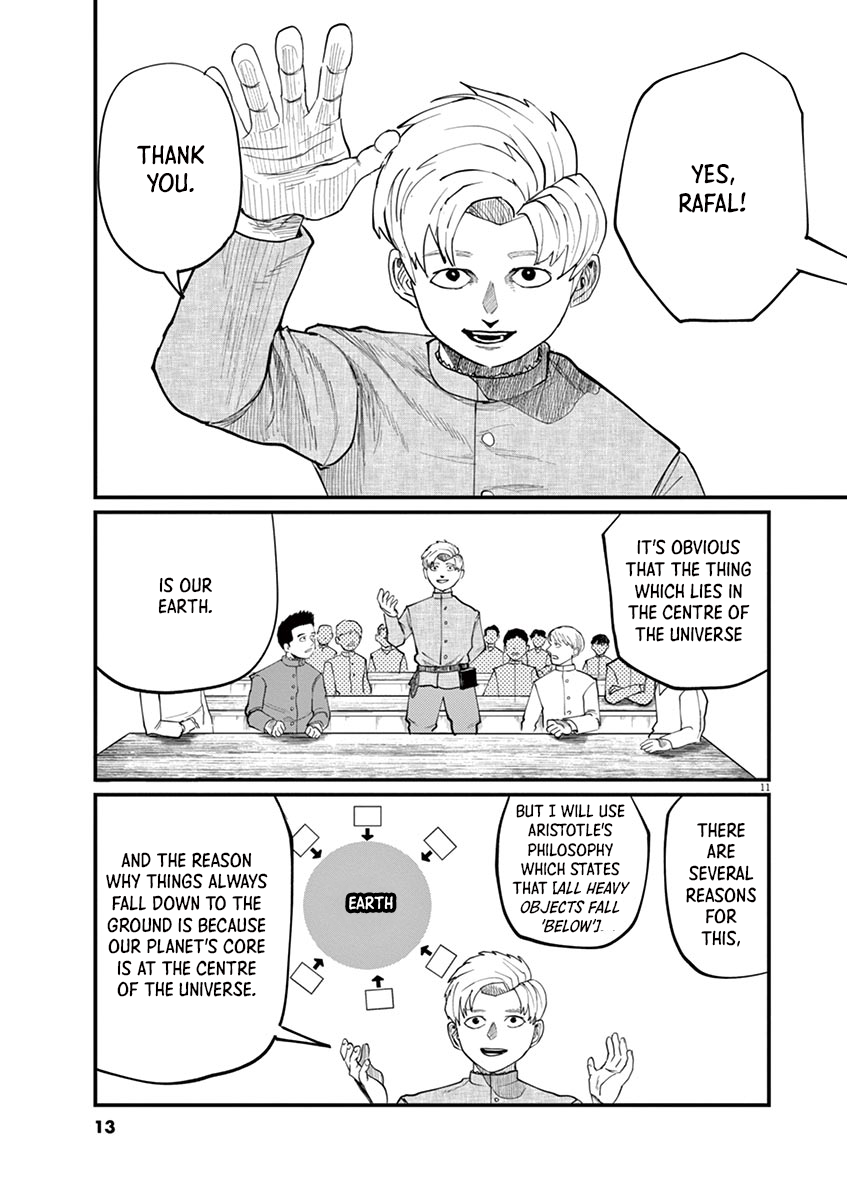 YES,
RAFAL!
THANK
YOU.
IT'S OBVIOUS
THAT THE THING
WHICH LIES IN
THE CENTRE OF
THE UNIVERSE
IS OUR
EARTH.
11
THERE
ARE
SEVERAL
REASONS
FOR
THIS,
BUT I WILL USE
ARISTOTLE'S
PHILOSOPHY
WHICH STATES
THAT [ALL HEAVY
OBJECTS FALL
'BELOW'].
EARTH
AND THE REASON
WHY THINGS ALWAYS
FALL DOWN TO THE
GROUND IS BECAUSE
OUR PLANET'S CORE
IS AT THE CENTRE
OF THE UNIVERSE.
13